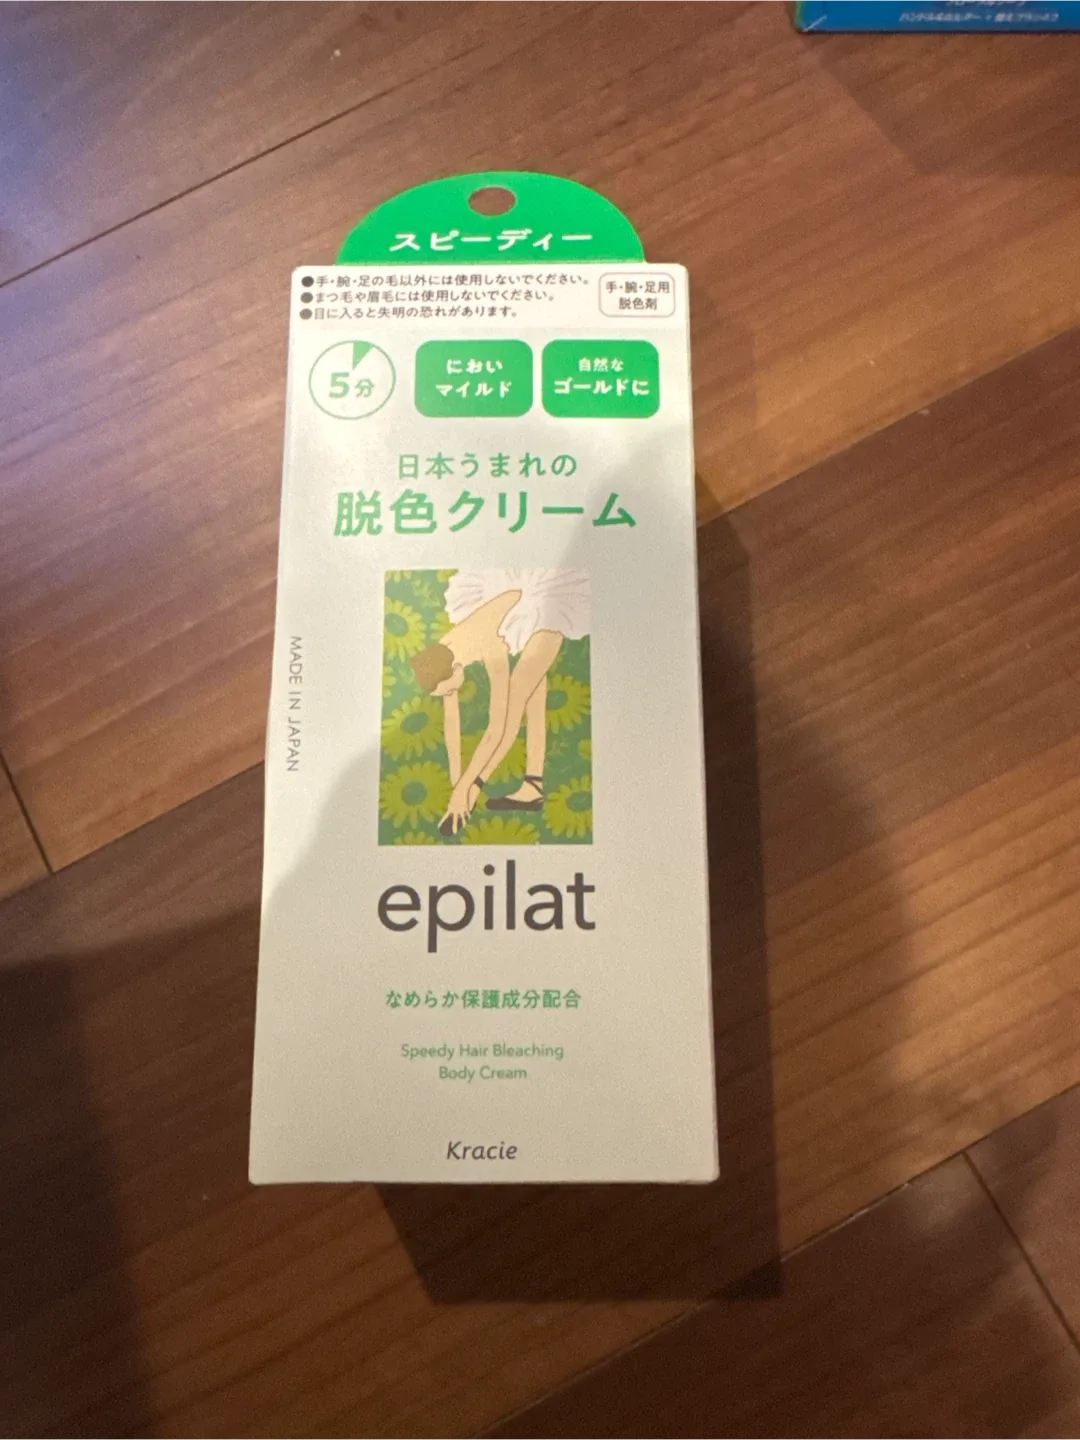 スピーディー
●手・腕・足の毛以外には使用しないでください。
●まつ毛や眉毛には使用しないでください。
●目に入ると失明の恐れがあります。
手・腕・足用
脱色剤
5分
におい
マイルド
自然な
ゴールドに
日本うまれの
脱色クリーム
MADE IN JAPAN
epilat
なめらか保護成分配合
Speedy Hair Bleaching
Body Cream
Kracie